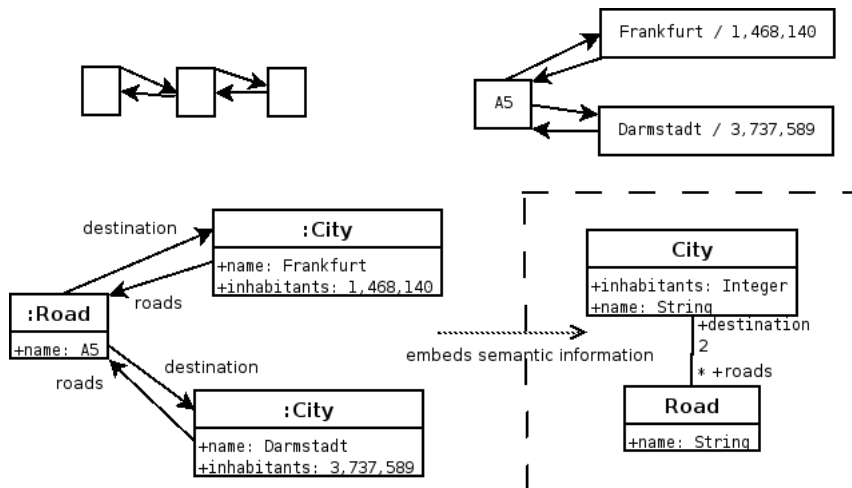 Frankfurt / 1,468,140
A5
Darmstadt / 3,737,589
destination
:City
+name: Frankfurt
+inhabitants: 1,468,140
roads
:Road
+name: A5
destination
roads
:City
+name: Darmstadt
+inhabitants: 3,737,589
embeds semantic information
City
+inhabitants: Integer
+name: String
+destination
2
* +roads
Road
+name: String